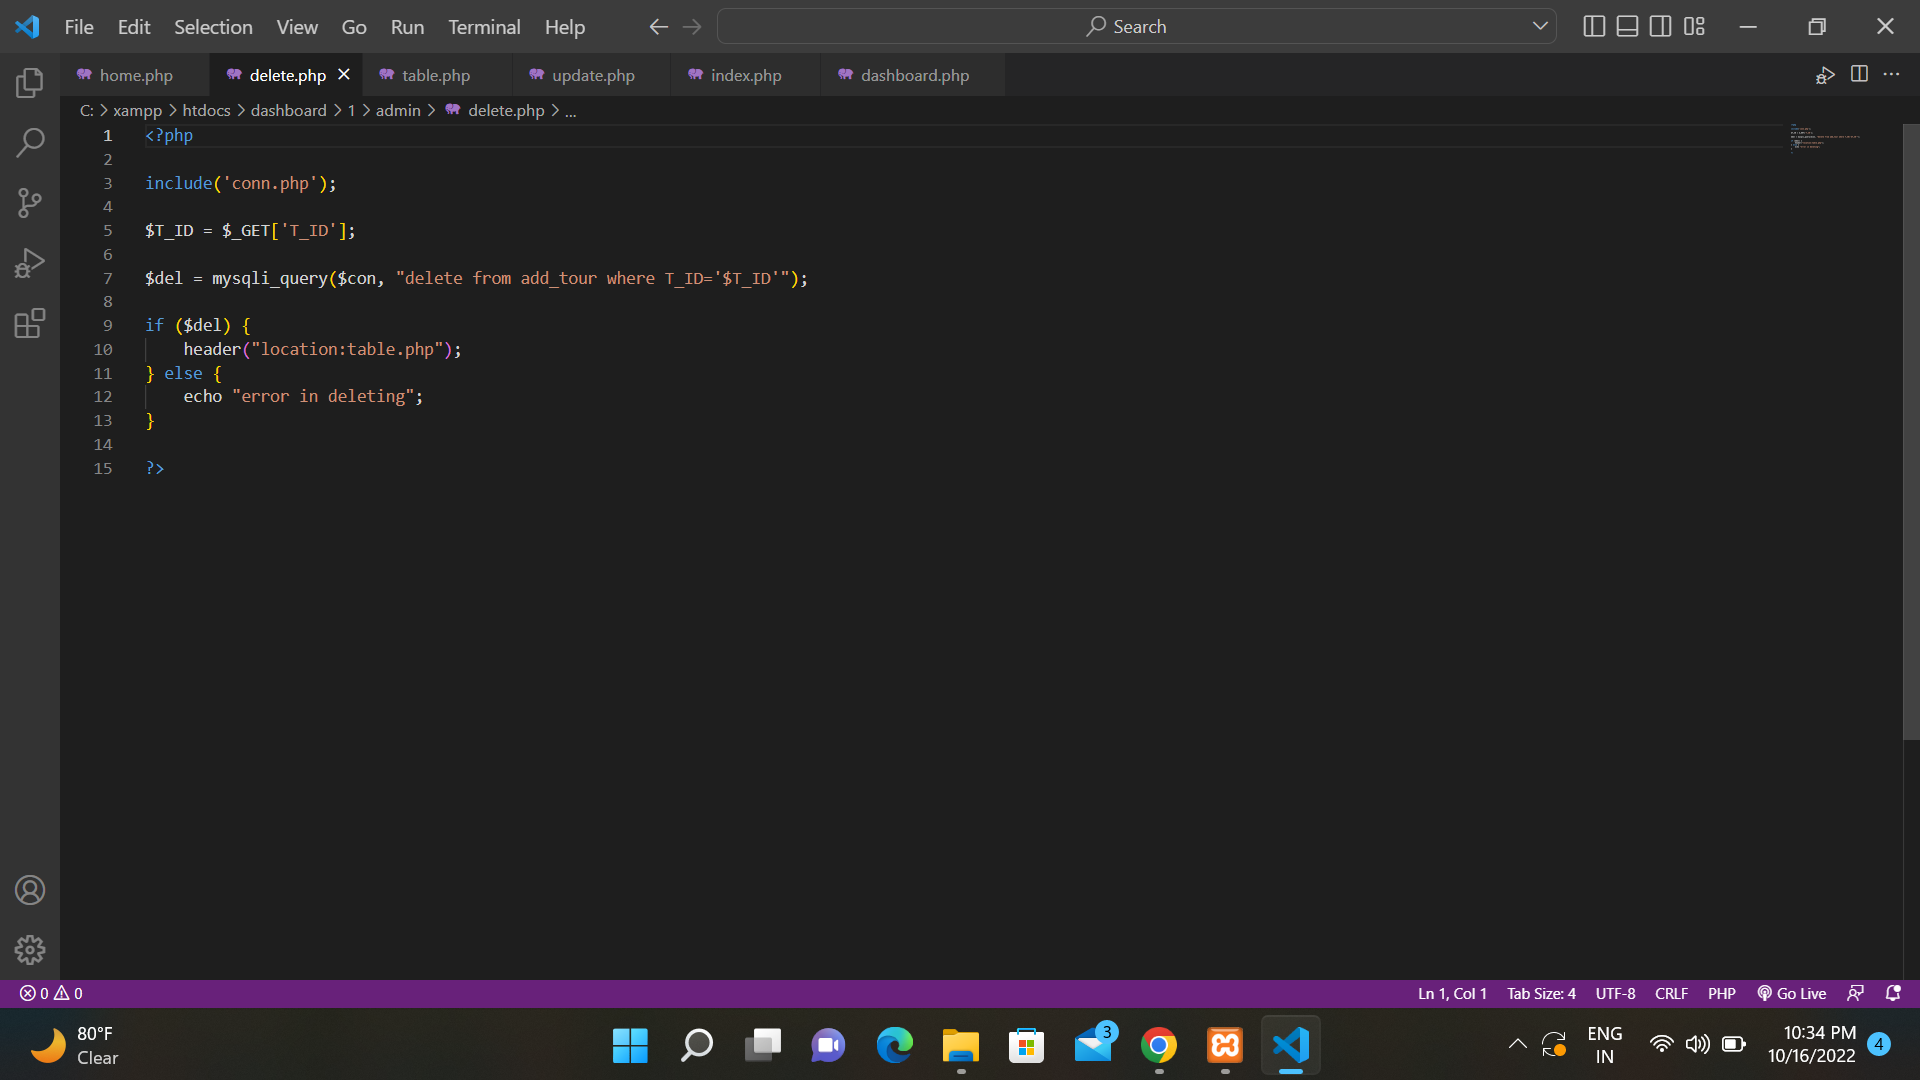 File Edit Selection View Go Run Terminal Help Search
home.php delete.php table.php update.php index.php dashboard.php
C: > xampp > htdocs > dashboard > 1 > admin > delete.php > ...
1 <?php
2
3 include('conn.php');
4
5 $T_ID = $_GET['T_ID'];
6
7 $del = mysqli_query($con, "delete from add_tour where T_ID='$T_ID'");
8
9 if ($del) {
10 header("location:table.php");
11 } else {
12 echo "error in deleting";
13 }
14
15 ?>
0 0 Ln 1, Col 1 Tab Size: 4 UTF-8 CRLF PHP Go Live
80°F
Clear
3
ENG
IN
10:34 PM
10/16/2022
4